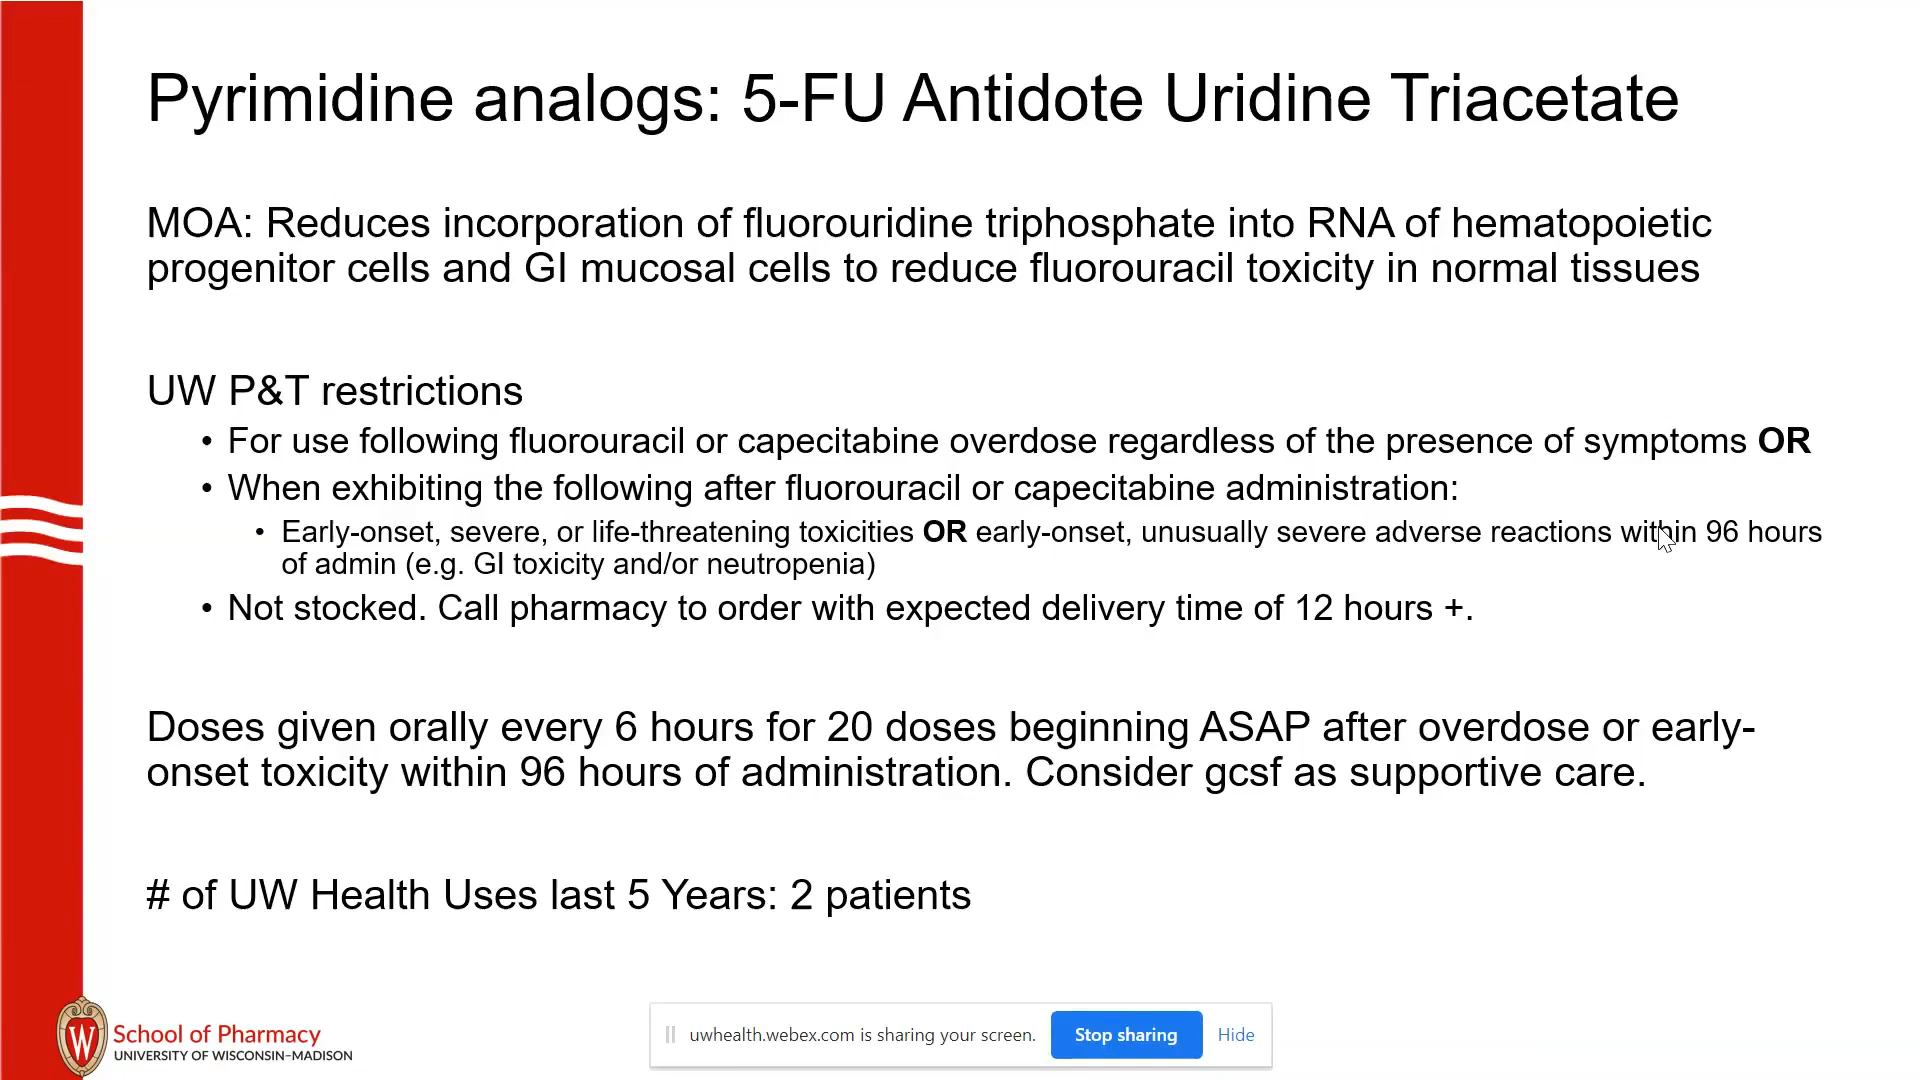 Pyrimidine analogs: 5-FU Antidote Uridine Triacetate
MOA: Reduces incorporation of fluorouridine triphosphate into RNA of hematopoietic
progenitor cells and GI mucosal cells to reduce fluorouracil toxicity in normal tissues
UW P&T restrictions
• For use following fluorouracil or capecitabine overdose regardless of the presence of symptoms OR
• When exhibiting the following after fluorouracil or capecitabine administration:
• Early-onset, severe, or life-threatening toxicities OR early-onset, unusually severe adverse reactions within 96 hours
of admin (e.g. GI toxicity and/or neutropenia)
• Not stocked. Call pharmacy to order with expected delivery time of 12 hours +.
Doses given orally every 6 hours for 20 doses beginning ASAP after overdose or early-
onset toxicity within 96 hours of administration. Consider gcsf as supportive care.
# of UW Health Uses last 5 Years: 2 patients
W
School of Pharmacy
UNIVERSITY OF WISCONSIN–MADISON
uwhealth.webex.com is sharing your screen. Stop sharing Hide